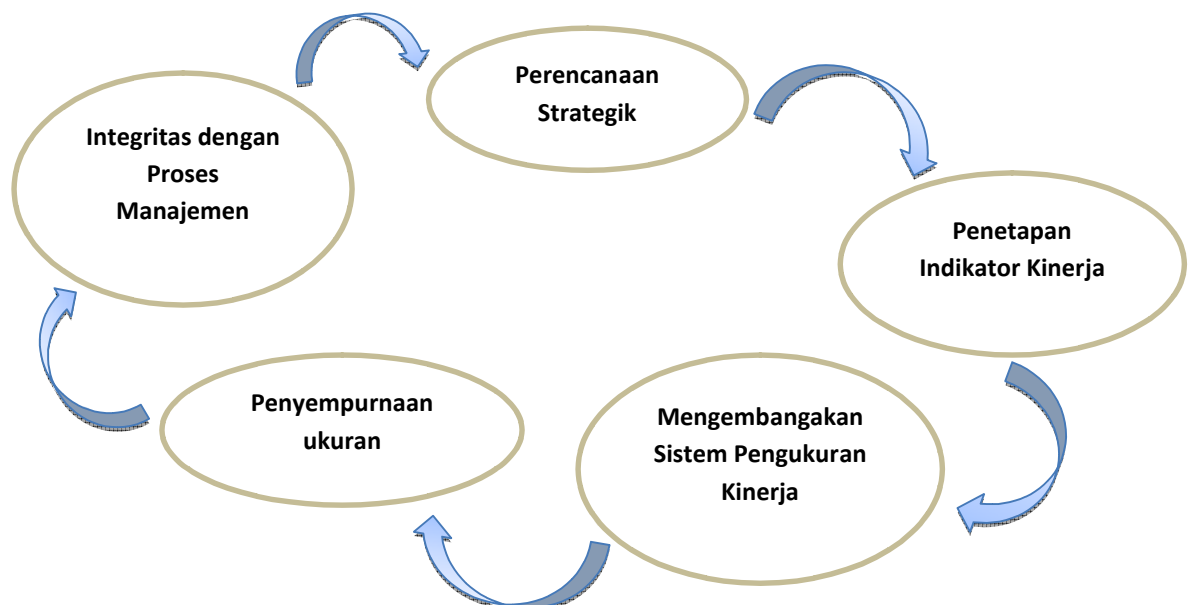 Perencanaan
Strategik
Integritas dengan
Proses
Manajemen
Penetapan
Indikator Kinerja
Mengembangakan
Sistem Pengukuran
Kinerja
Penyempurnaan
ukuran